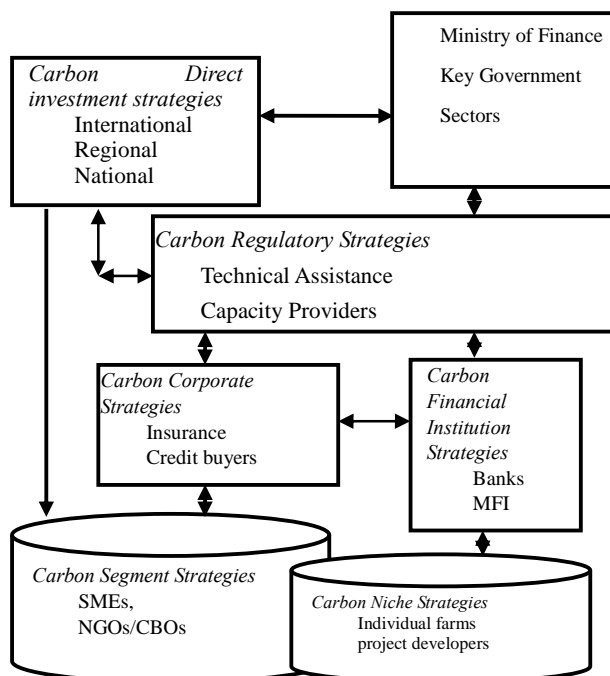 Carbon Direct
investment strategies
International
Regional
National
Ministry of Finance
Key Government
Sectors
Carbon Regulatory Strategies
Technical Assistance
Capacity Providers
Carbon Corporate
Strategies
Insurance
Credit buyers
Carbon
Financial
Institution
Strategies
Banks
MFI
Carbon Segment Strategies
SMEs,
NGOs/CBOs
Carbon Niche Strategies
Individual farms
project developers